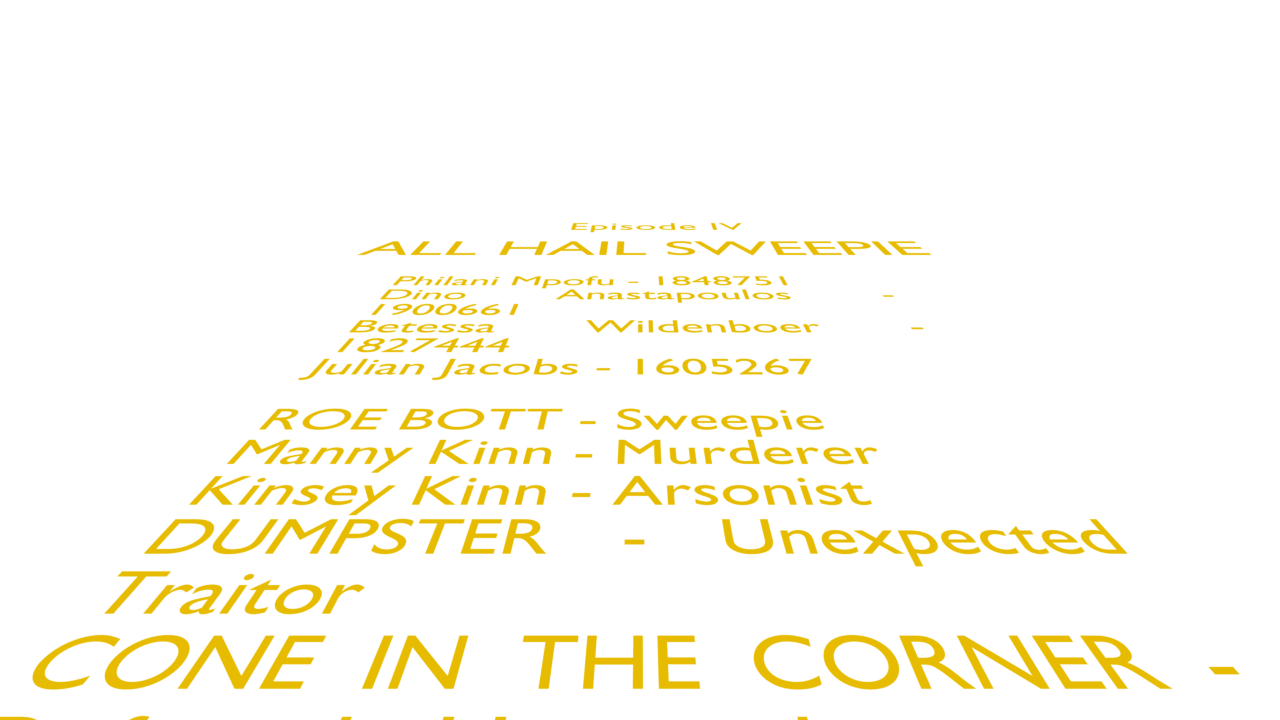 Episode IV
ALL HAIL SWEEPIE
Philani Mpofu - 1848751
Dino Anastapoulos -
1900661
Betessa Wildenboer -
1827444
Julian Jacobs - 1605267
ROE BOTT - Sweepie
Manny Kinn - Murderer
Kinsey Kinn - Arsonist
DUMPSTER - Unexpected
Traitor
CONE IN THE CORNER -